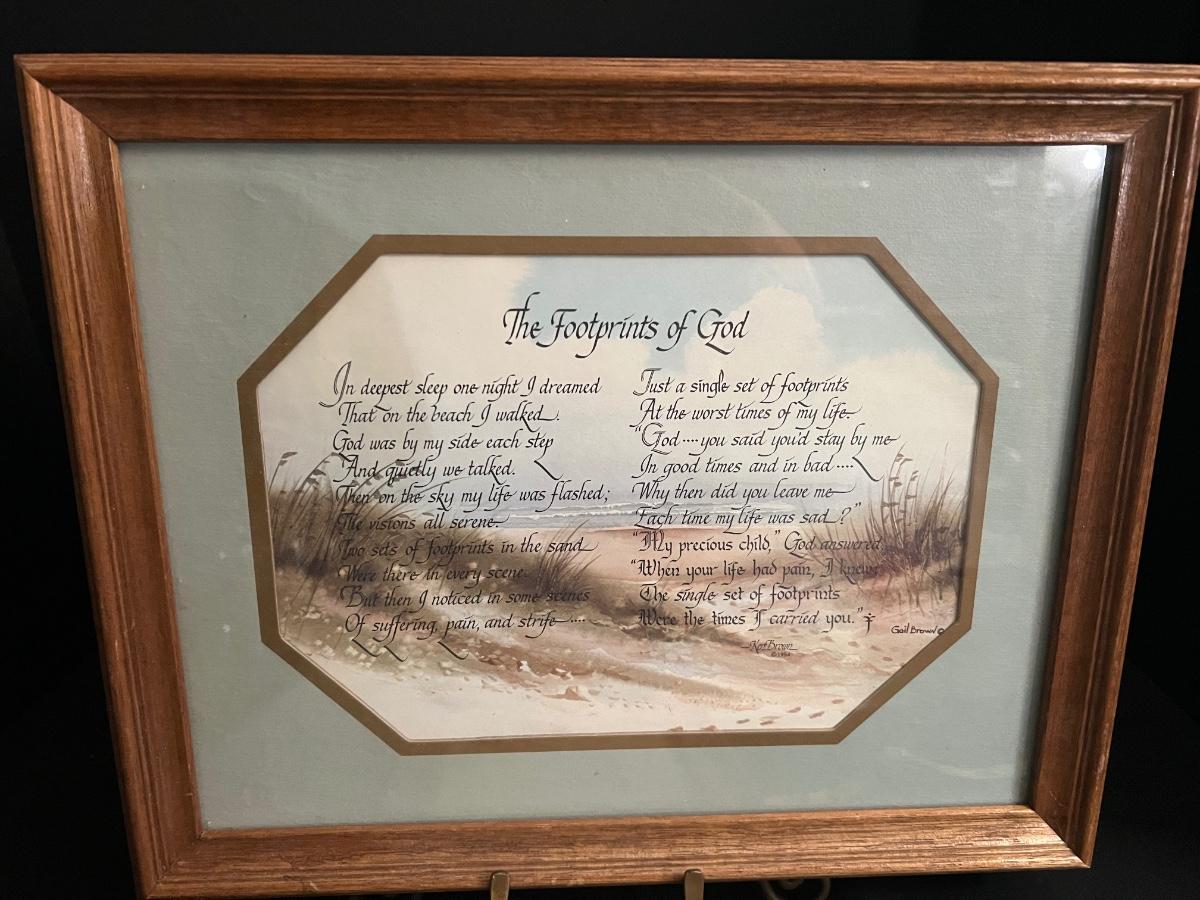 The Footprints of God
In deepest sleep one night I dreamed
That on the beach I walked.
God was by my side each step
And quietly we talked.
Then on the sky my life was flashed;
The visions all serene.
Two sets of footprints in the sand
Were there in every scene.
But then I noticed in some scenes
Of suffering, pain, and strife ····
Just a single set of footprints
At the worst times of my life.
"God ···· you said you'd stay by me
In good times and in bad ····
Why then did you leave me
Each time my life was sad?"
"My precious child," God answered,
"When your life had pain, I knew
The single set of footprints
Were the times I carried you."
Ken Brown
©1984
Gail Brown ©